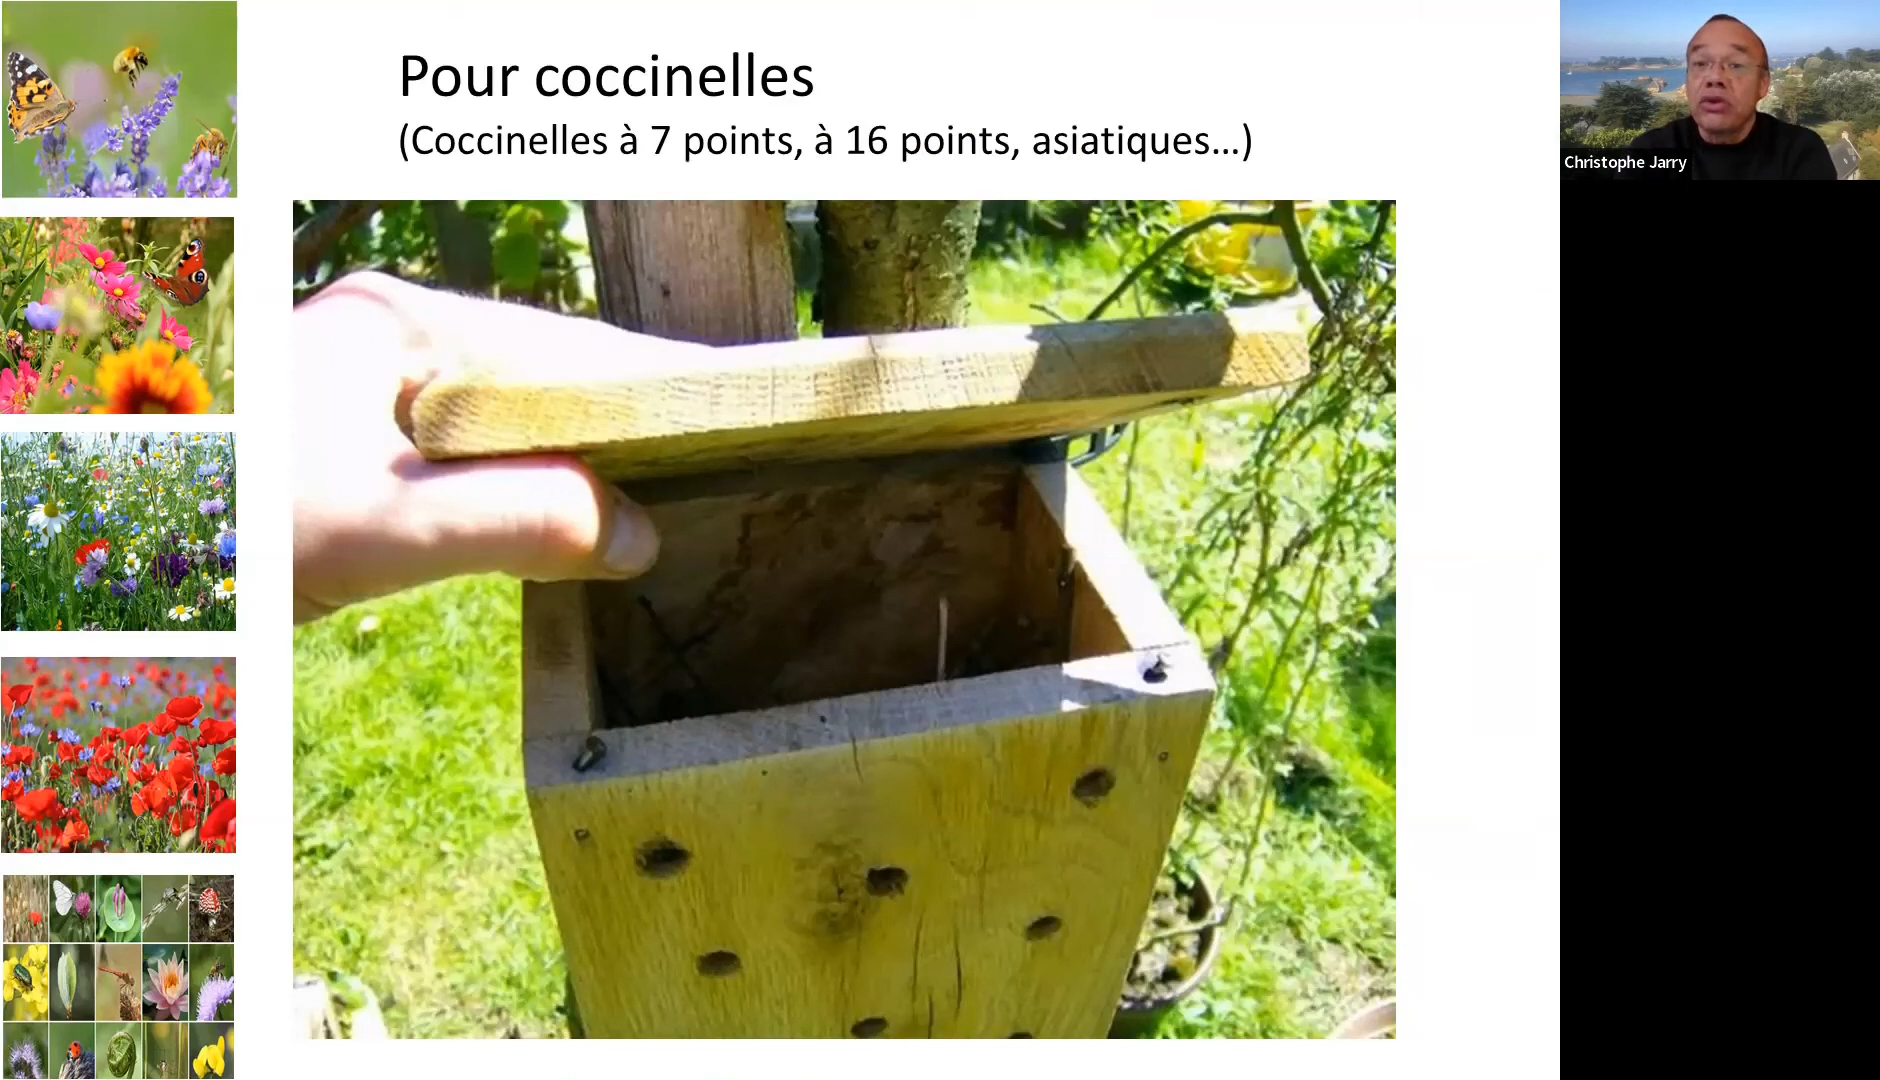 Pour coccinelles
(Coccinelles à 7 points, à 16 points, asiatiques…)
Christophe Jarry